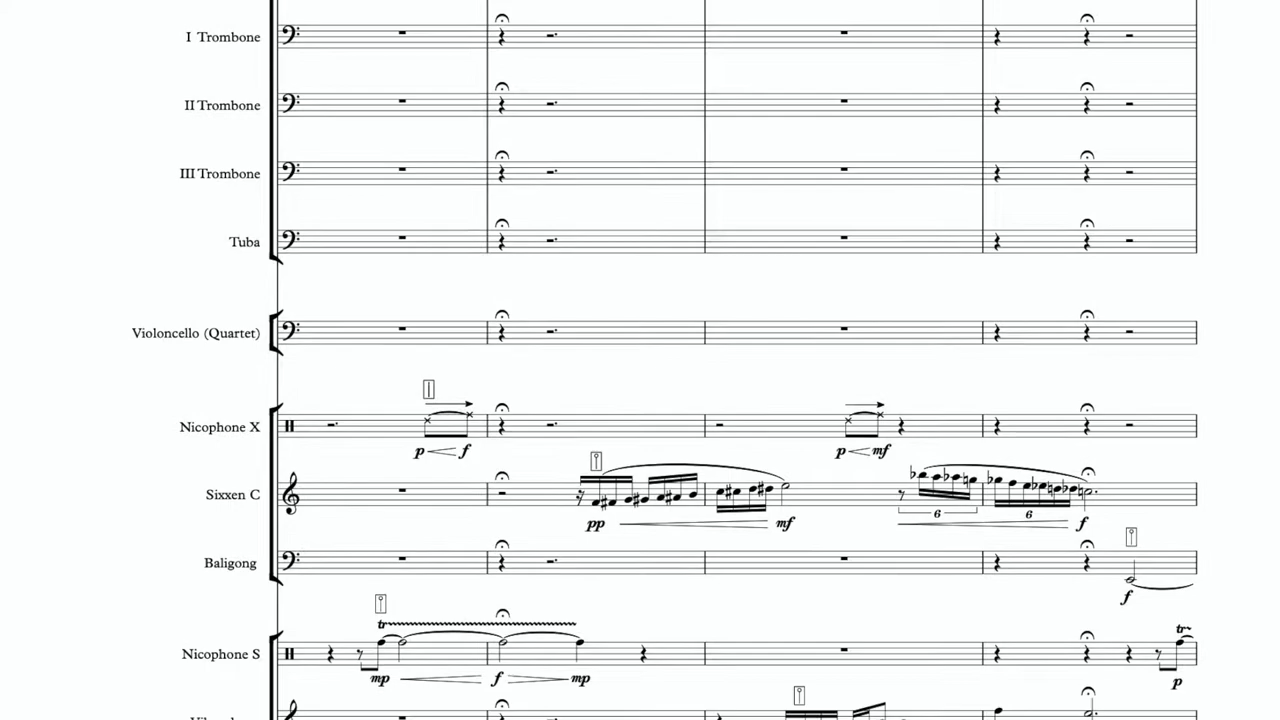 I Trombone
II Trombone
III Trombone
Tuba
Violoncello (Quartet)
Nicophone X
p f p mf
Sixxen C
6 6
pp mf f
Baligong
f
tr tr
Nicophone S
mp f mp p